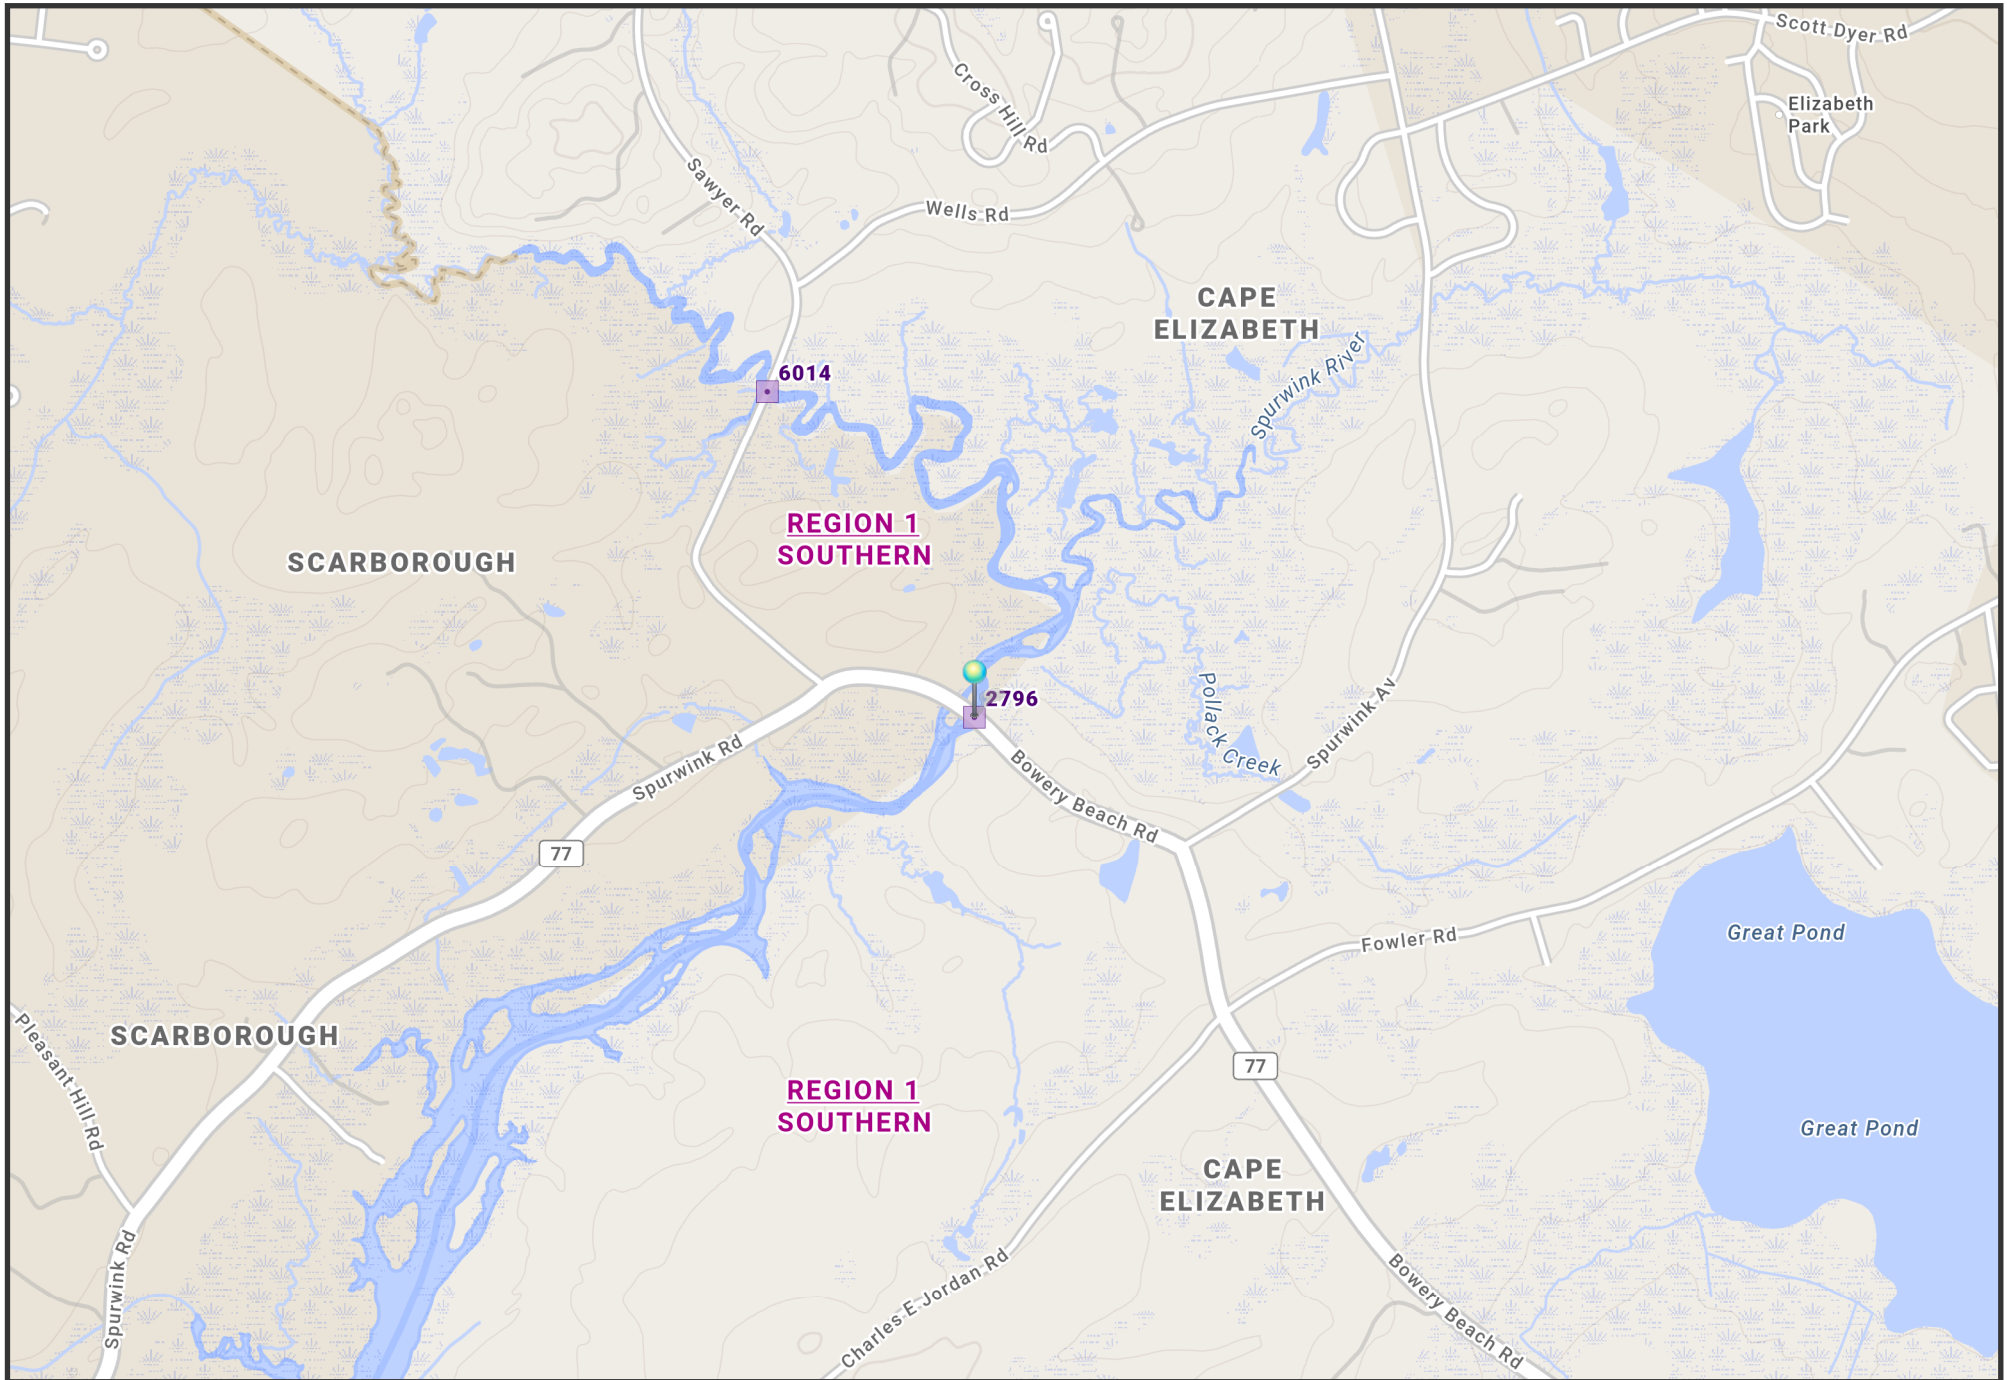 Scott Dyer Rd
Elizabeth
Park
Cross Hill Rd
Sawyer Rd
Wells Rd
CAPE
ELIZABETH
Spurwink River
6014
REGION 1
SOUTHERN
SCARBOROUGH
2796
Pollack Creek
Spurwink Av
Spurwink Rd
Bowery Beach Rd
77
Great Pond
Fowler Rd
SCARBOROUGH
Pleasant Hill Rd
77
REGION 1
SOUTHERN
Great Pond
CAPE
ELIZABETH
Spurwink Rd
Charles E Jordan Rd
Bowery Beach Rd